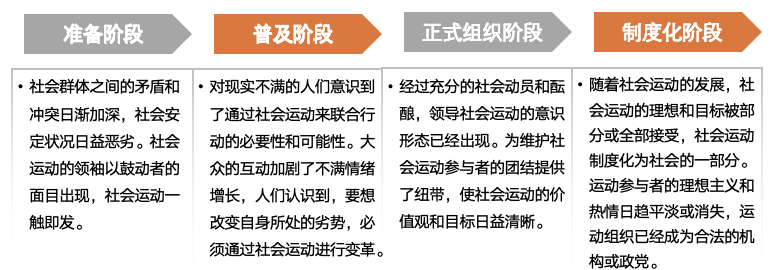 准备阶段
普及阶段
正式组织阶段
制度化阶段
• 社会群体之间的矛盾和
冲突日渐加深，社会安
定状况日益恶劣。社会
运动的领袖以鼓动者的
面目出现，社会运动一
触即发。
• 对现实不满的人们意识到
了通过社会运动来联合行
动的必要性和可能性。大
众的互动加剧了不满情绪
增长，人们认识到，要想
改变自身所处的劣势，必
须通过社会运动进行变革。
• 经过充分的社会动员和酝
酿，领导社会运动的意识
形态已经出现。为维护社
会运动参与者的团结提供
了纽带，使社会运动的价
值观和目标日益清晰。
• 随着社会运动的发展，社
会运动的理想和目标被部
分或全部接受，社会运动
制度化为社会的一部分。
运动参与者的理想主义和
热情日趋平淡或消失，运
动组织已经成为合法的机
构或政党。